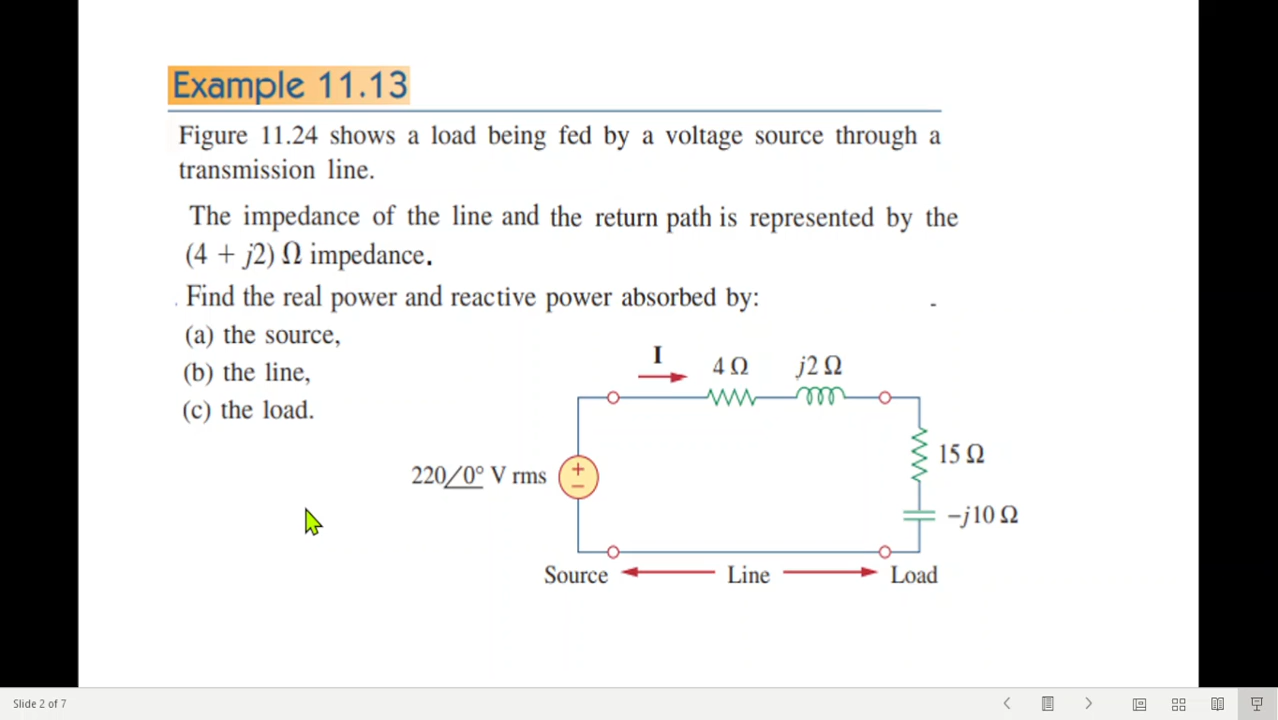 Example 11.13
Figure 11.24 shows a load being fed by a voltage source through a
transmission line.
The impedance of the line and the return path is represented by the
(4 + j2) Ω impedance.
Find the real power and reactive power absorbed by:
(a) the source,
(b) the line,
(c) the load.
I
4 Ω
j2 Ω
15 Ω
220∠0° V rms
+
−
−j10 Ω
Source
Line
Load
Slide 2 of 7